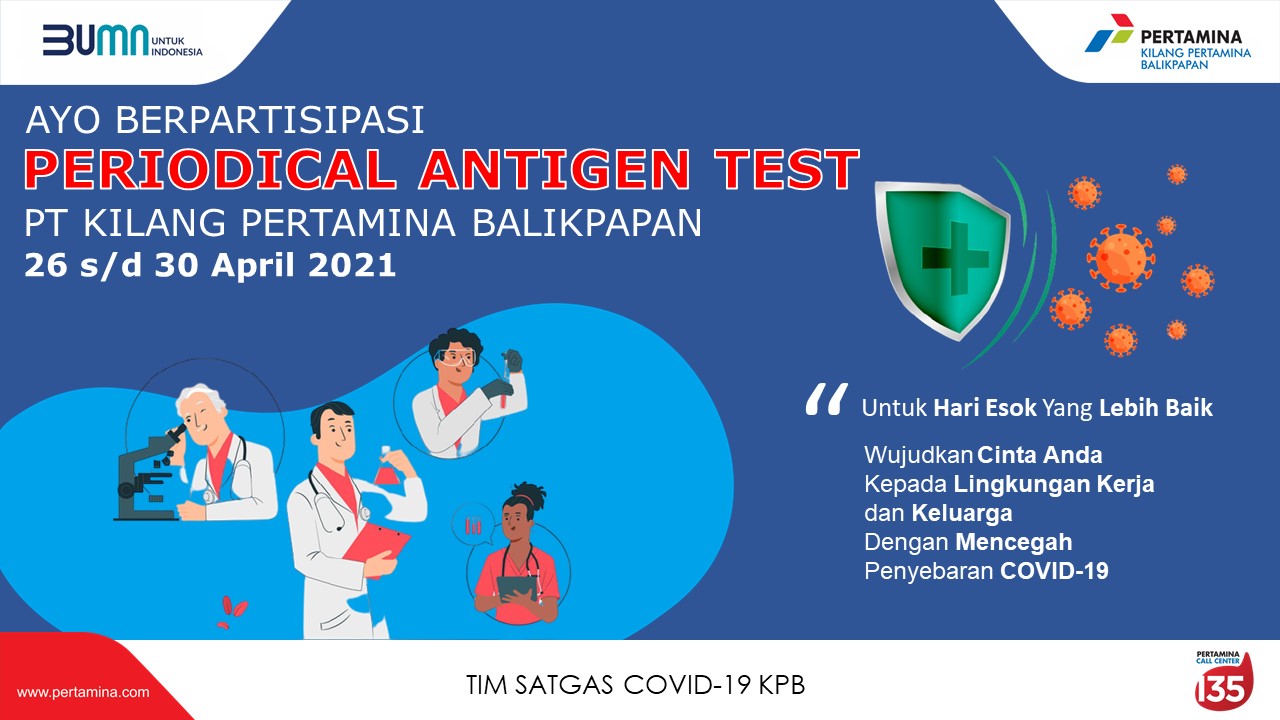 BUMN UNTUK
INDONESIA
PERTAMINA
KILANG PERTAMINA
BALIKPAPAN
AYO BERPARTISIPASI
PERIODICAL ANTIGEN TEST
PT KILANG PERTAMINA BALIKPAPAN
26 s/d 30 April 2021
“ Untuk Hari Esok Yang Lebih Baik
Wujudkan Cinta Anda
Kepada Lingkungan Kerja
dan Keluarga
Dengan Mencegah
Penyebaran COVID-19
www.pertamina.com
TIM SATGAS COVID-19 KPB
PERTAMINA
CALL CENTER
135